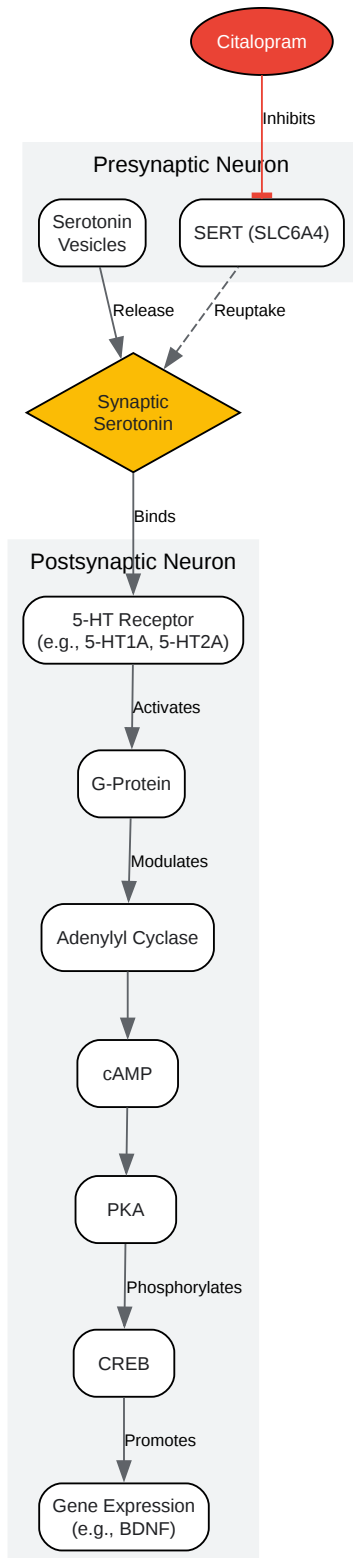 Citalopram
Inhibits
Presynaptic Neuron
Serotonin
Vesicles
SERT (SLC6A4)
Release
Reuptake
Synaptic
Serotonin
Binds
Postsynaptic Neuron
5-HT Receptor
(e.g., 5-HT1A, 5-HT2A)
Activates
G-Protein
Modulates
Adenylyl Cyclase
cAMP
PKA
Phosphorylates
CREB
Promotes
Gene Expression
(e.g., BDNF)